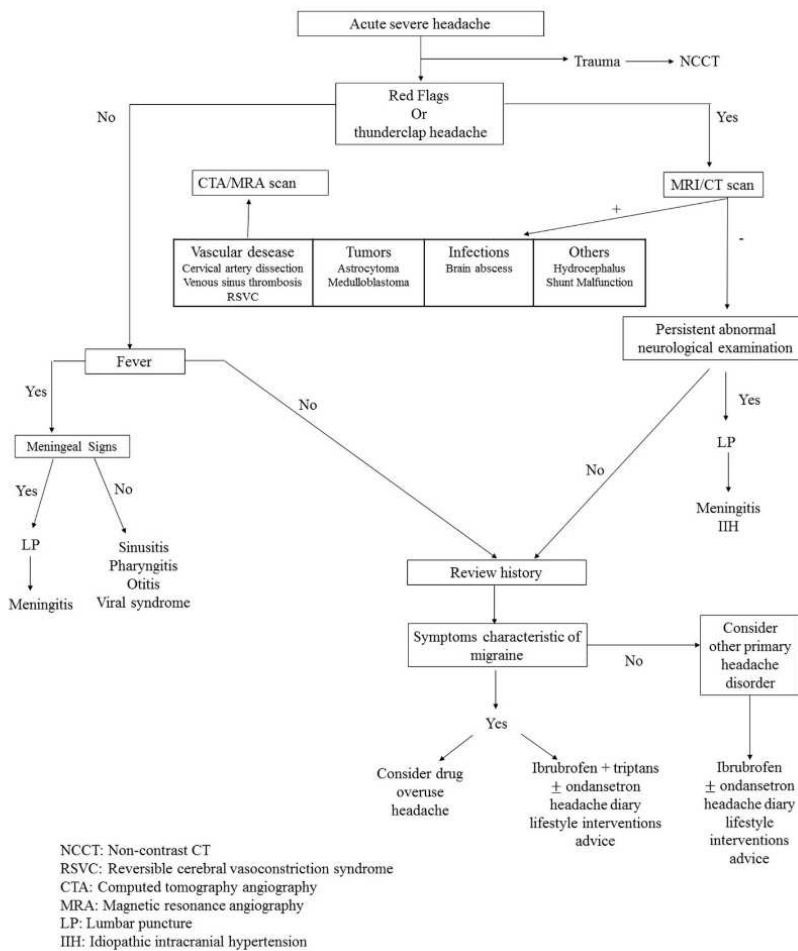 Acute severe headache
Trauma
NCCT
Red Flags
Or
thunderclap headache
No
Yes
CTA/MRA scan
MRI/CT scan
+
-
Vascular desease
Cervical artery dissection
Venous sinus thrombosis
RSVC
Tumors
Astrocytoma
Medulloblastoma
Infections
Brain abscess
Others
Hydrocephalus
Shunt Malfunction
Persistent abnormal
neurological examination
Fever
Yes
No
Yes
Meningeal Signs
LP
No
Yes
No
LP
Meningitis
Sinusitis
Pharyngitis
Otitis
Viral syndrome
Meningitis
IIH
Review history
Symptoms characteristic of
migraine
No
Consider
other primary
headache
disorder
Yes
Consider drug
overuse
headache
Ibrubrofen + triptans
± ondansetron
headache diary
lifestyle interventions
advice
Ibrubrofen
± ondansetron
headache diary
lifestyle
interventions
advice
NCCT: Non-contrast CT
RSVC: Reversible cerebral vasoconstriction syndrome
CTA: Computed tomography angiography
MRA: Magnetic resonance angiography
LP: Lumbar puncture
IIH: Idiopathic intracranial hypertension